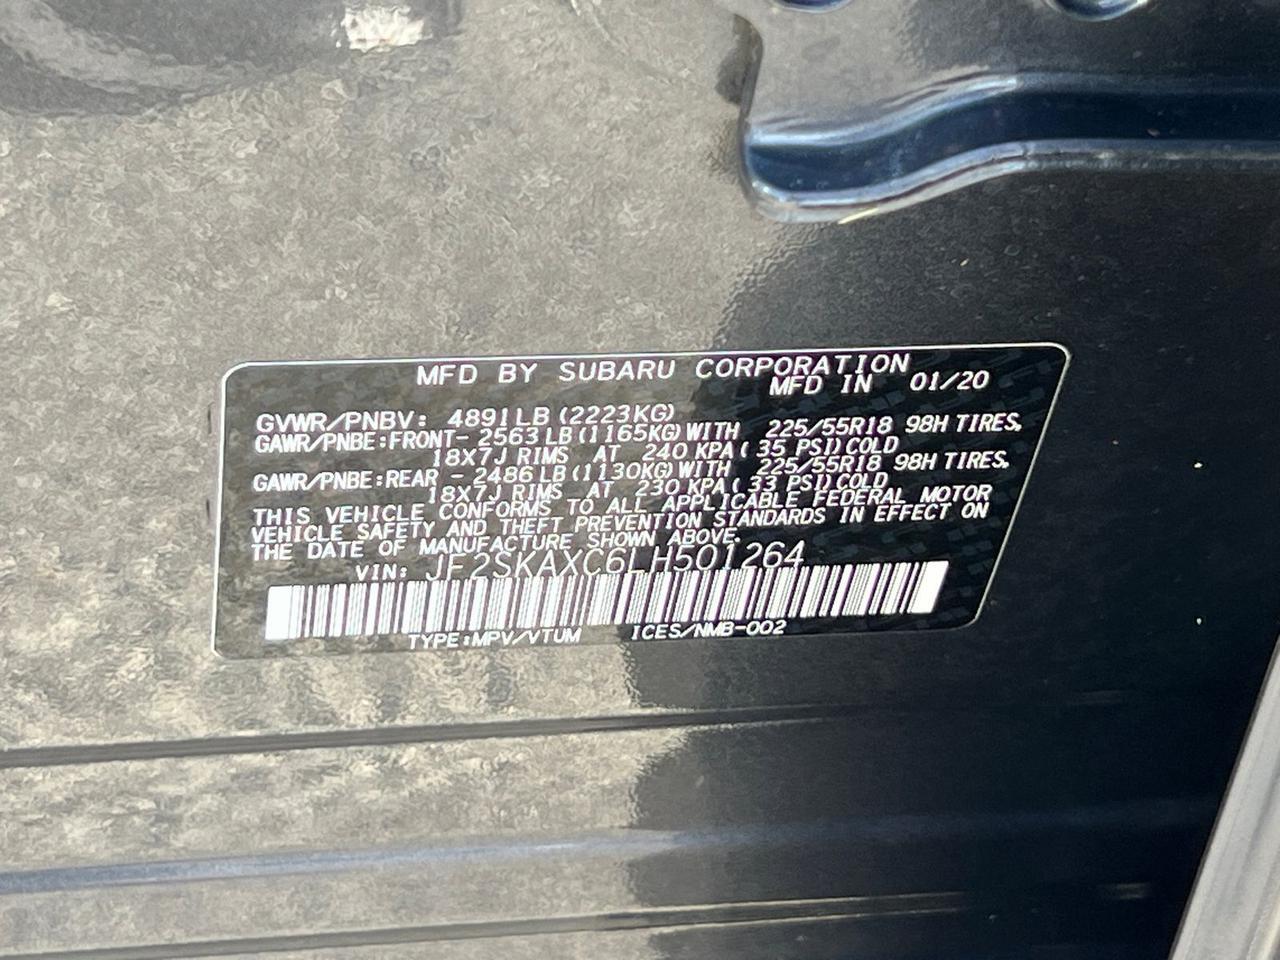 MFD BY SUBARU CORPORATION
MFD IN 01/20
GVWR/PNBV: 4891LB(2223KG)
GAWR/PNBE:FRONT- 2563LB(1165KG)WITH 225/55R18 98H TIRES.
18X7J RIMS AT 240 KPA( 35 PSI)COLD
GAWR/PNBE:REAR - 2486LB(1130KG)WITH 225/55R18 98H TIRES.
18X7J RIMS AT 230 KPA( 33 PSI)COLD
THIS VEHICLE CONFORMS TO ALL APPLICABLE FEDERAL MOTOR
VEHICLE SAFETY AND THEFT PREVENTION STANDARDS IN EFFECT ON
THE DATE OF MANUFACTURE SHOWN ABOVE.
VIN: JF2SKAXC6LH501264
TYPE:MPV/VTUM ICES/NMB-002